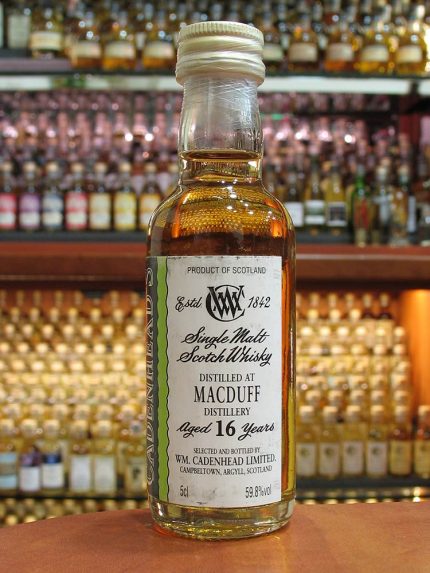 PRODUCT OF SCOTLAND
Estd WC 1842
Single Malt
Scotch Whisky
DISTILLED AT
MACDUFF
DISTILLERY
Aged 16 Years
SELECTED AND BOTTLED BY
WM. CADENHEAD LIMITED.
CAMPBELTOWN, ARGYLL, SCOTLAND
5cl 59.8%vol
CADENHEAD'S